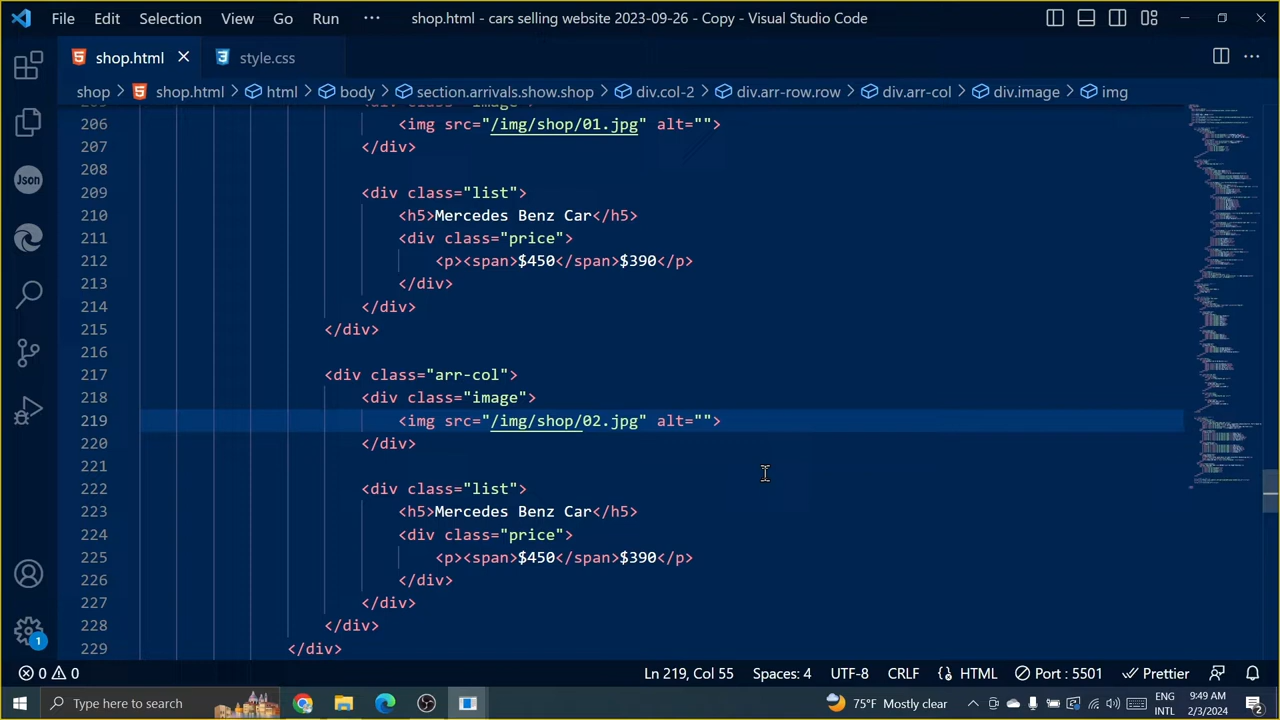 File Edit Selection View Go Run ··· shop.html - cars selling website 2023-09-26 - Copy - Visual Studio Code
shop.html style.css
shop shop.html html body section.arrivals.show.shop div.col-2 div.arr-row.row div.arr-col div.image img
205 <div class="image">
206 <img src="/img/shop/01.jpg" alt="">
207 </div>
208
209 <div class="list">
210 <h5>Mercedes Benz Car</h5>
211 <div class="price">
212 <p><span>$450</span>$390</p>
213 </div>
214 </div>
215 </div>
216
217 <div class="arr-col">
218 <div class="image">
219 <img src="/img/shop/02.jpg" alt="">
220 </div>
221
222 <div class="list">
223 <h5>Mercedes Benz Car</h5>
224 <div class="price">
225 <p><span>$450</span>$390</p>
226 </div>
227 </div>
228 </div>
229 </div>
Json
1
0 0 Ln 219, Col 55 Spaces: 4 UTF-8 CRLF {} HTML Port : 5501 Prettier
Type here to search 75°F Mostly clear ENG INTL 9:49 AM 2/3/2024 2